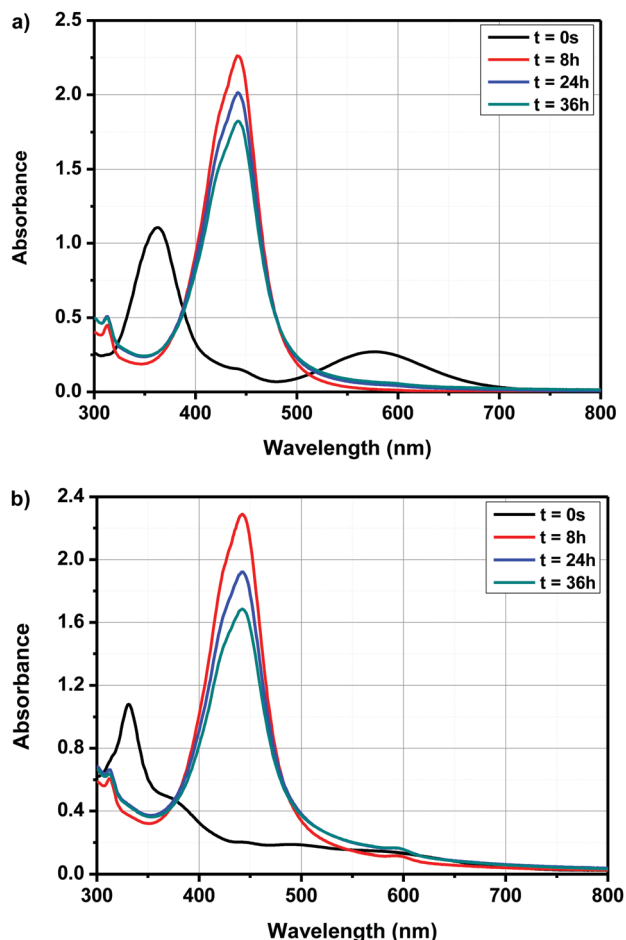 a)
2.5
2.0
1.5
1.0
0.5
0.0
Absorbance
t = 0s
t = 8h
t = 24h
t = 36h
300 400 500 600 700 800
Wavelength (nm)
b)
2.4
2.0
1.6
1.2
0.8
0.4
0.0
Absorbance
t = 0s
t = 8h
t = 24h
t = 36h
300 400 500 600 700 800
Wavelength (nm)